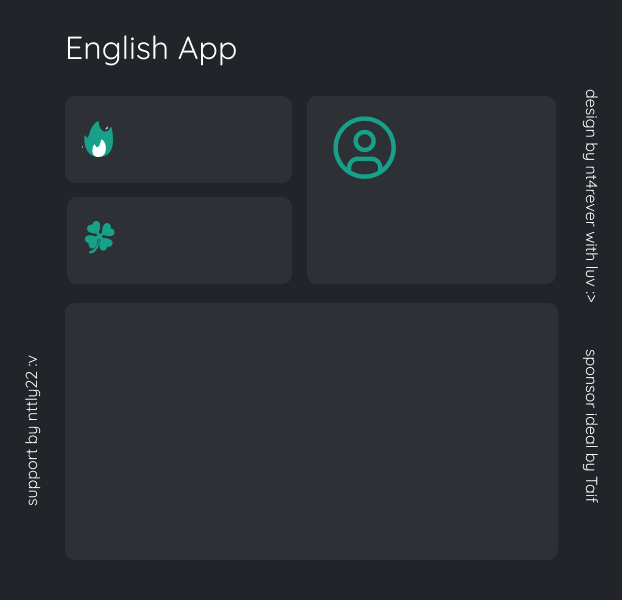 English App
design by nt4rever with luv :>
support by nttly22 :v
sponsor ideal by Taif